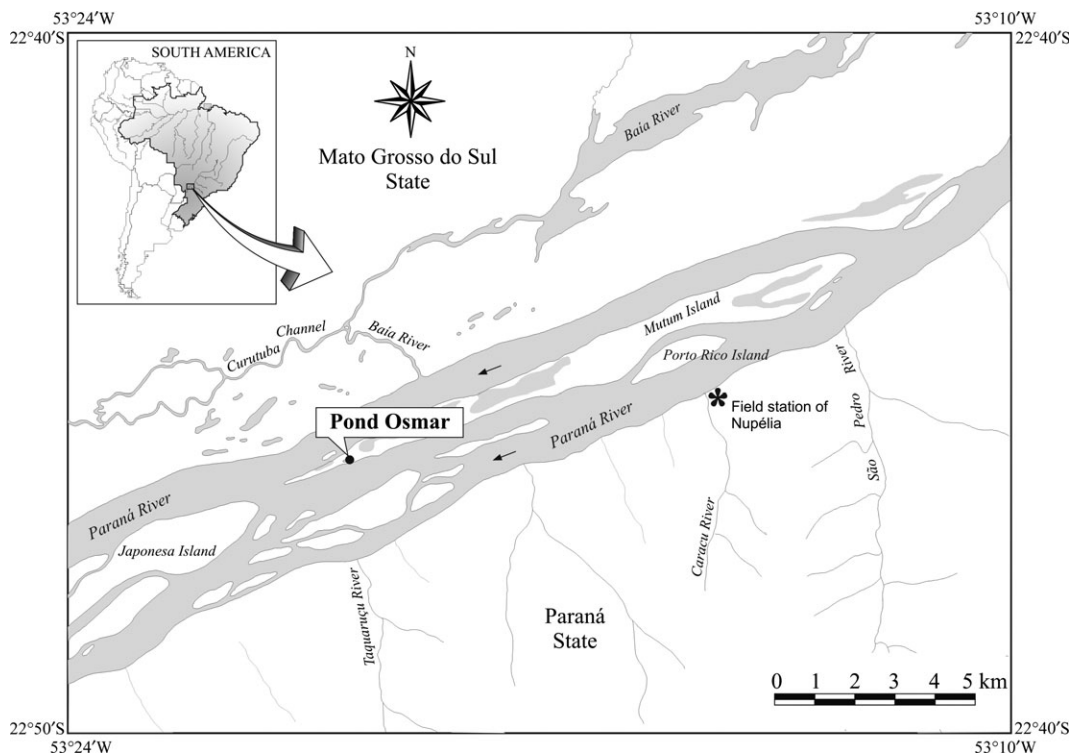 53°24′W
53°10′W
22°40′S
22°40′S
SOUTH AMERICA
N
Mato Grosso do Sul
State
Baia River
Mutum Island
Curutuba Channel
Baia River
Porto Rico Island
Pond Osmar
Paraná River
Field station of
Nupélia
São Pedro River
Paraná River
Caracu River
Japonesa Island
Taquaruçu River
Paraná
State
0 1 2 3 4 5 km
22°50′S
22°40′S
53°24′W
53°10′W